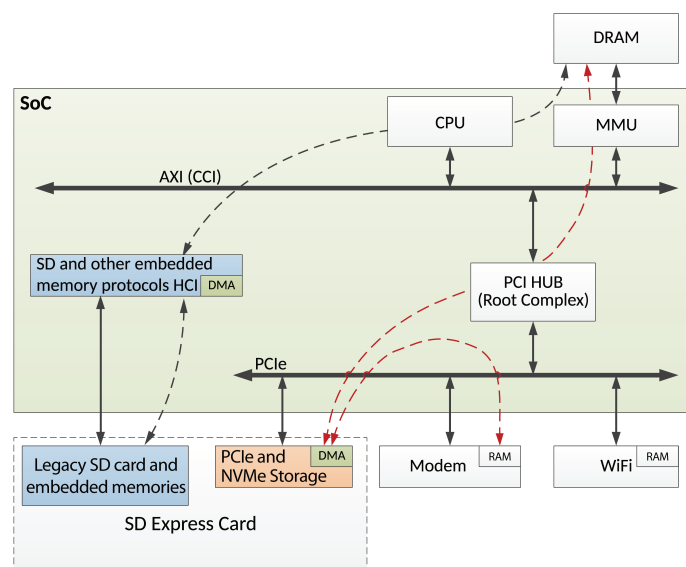 DRAM
SoC
CPU
MMU
AXI (CCI)
SD and other embedded
memory protocols HCI
DMA
PCI HUB
(Root Complex)
PCIe
Legacy SD card and
embedded memories
PCIe and
NVMe Storage
DMA
Modem
RAM
WiFi
RAM
SD Express Card